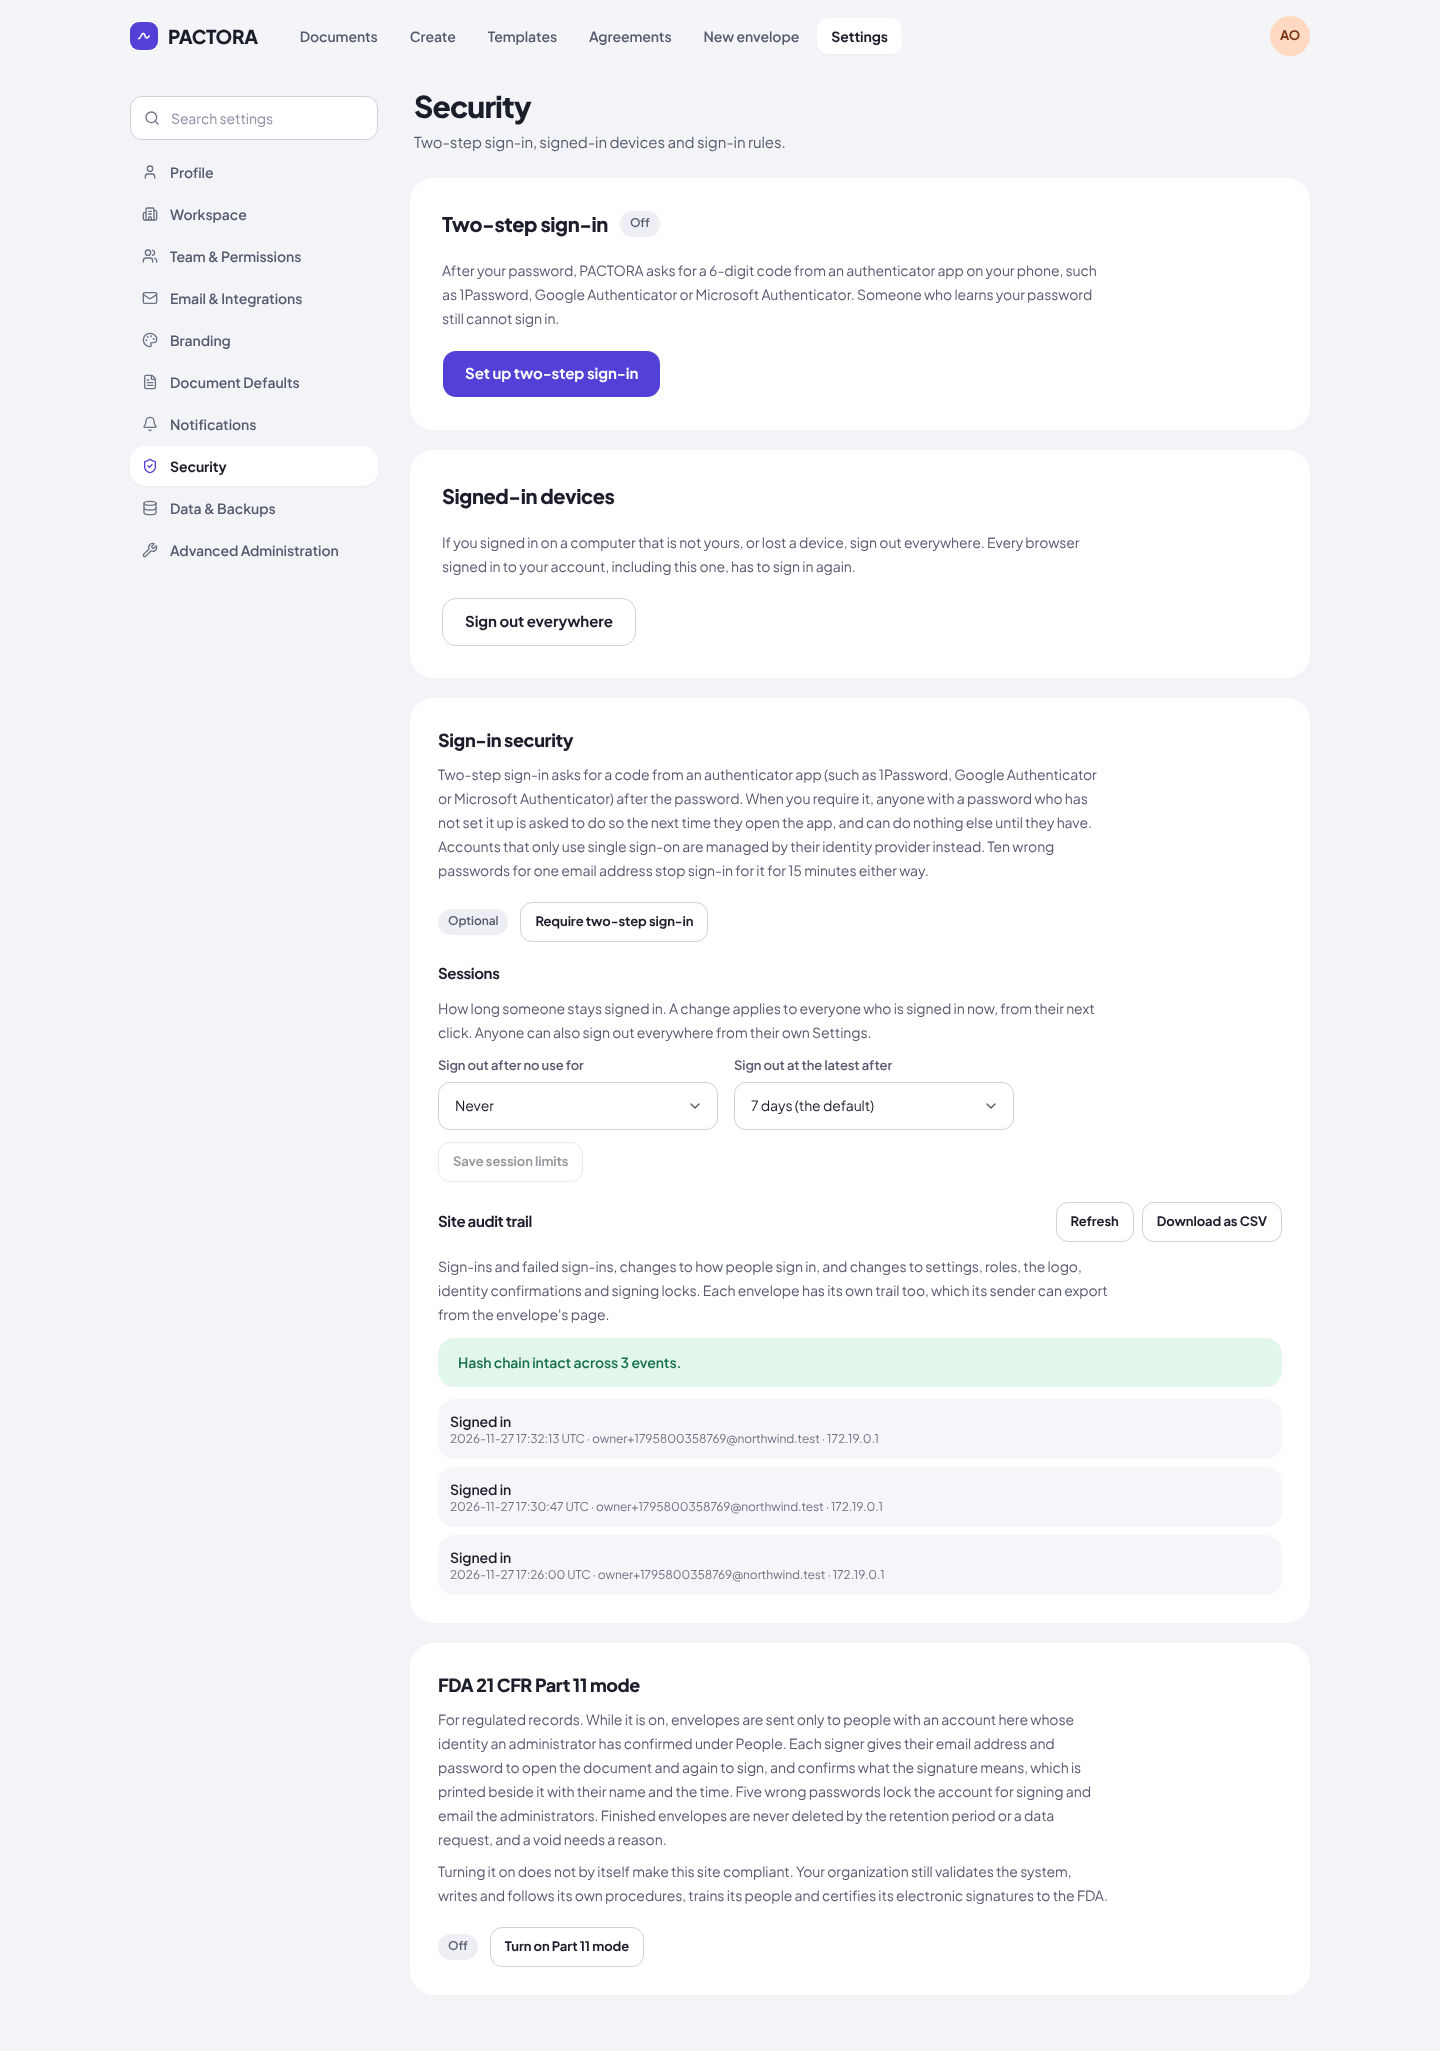 PACTORA
Documents
Create
Templates
Agreements
New envelope
Settings
AO
Search settings
Profile
Workspace
Team & Permissions
Email & Integrations
Branding
Document Defaults
Notifications
Security
Data & Backups
Advanced Administration
Security
Two-step sign-in, signed-in devices and sign-in rules.
Two-step sign-in
Off
After your password, PACTORA asks for a 6-digit code from an authenticator app on your phone, such
as 1Password, Google Authenticator or Microsoft Authenticator. Someone who learns your password
still cannot sign in.
Set up two-step sign-in
Signed-in devices
If you signed in on a computer that is not yours, or lost a device, sign out everywhere. Every browser
signed in to your account, including this one, has to sign in again.
Sign out everywhere
Sign-in security
Two-step sign-in asks for a code from an authenticator app (such as 1Password, Google Authenticator
or Microsoft Authenticator) after the password. When you require it, anyone with a password who has
not set it up is asked to do so the next time they open the app, and can do nothing else until they have.
Accounts that only use single sign-on are managed by their identity provider instead. Ten wrong
passwords for one email address stop sign-in for it for 15 minutes either way.
Optional
Require two-step sign-in
Sessions
How long someone stays signed in. A change applies to everyone who is signed in now, from their next
click. Anyone can also sign out everywhere from their own Settings.
Sign out after no use for
Sign out at the latest after
Never
7 days (the default)
Save session limits
Site audit trail
Refresh
Download as CSV
Sign-ins and failed sign-ins, changes to how people sign in, and changes to settings, roles, the logo,
identity confirmations and signing locks. Each envelope has its own trail too, which its sender can export
from the envelope's page.
Hash chain intact across 3 events.
Signed in
2026-11-27 17:32:13 UTC · owner+1795800358769@northwind.test · 172.19.0.1
Signed in
2026-11-27 17:30:47 UTC · owner+1795800358769@northwind.test · 172.19.0.1
Signed in
2026-11-27 17:26:00 UTC · owner+1795800358769@northwind.test · 172.19.0.1
FDA 21 CFR Part 11 mode
For regulated records. While it is on, envelopes are sent only to people with an account here whose
identity an administrator has confirmed under People. Each signer gives their email address and
password to open the document and again to sign, and confirms what the signature means, which is
printed beside it with their name and the time. Five wrong passwords lock the account for signing and
email the administrators. Finished envelopes are never deleted by the retention period or a data
request, and a void needs a reason.
Turning it on does not by itself make this site compliant. Your organization still validates the system,
writes and follows its own procedures, trains its people and certifies its electronic signatures to the FDA.
Off
Turn on Part 11 mode